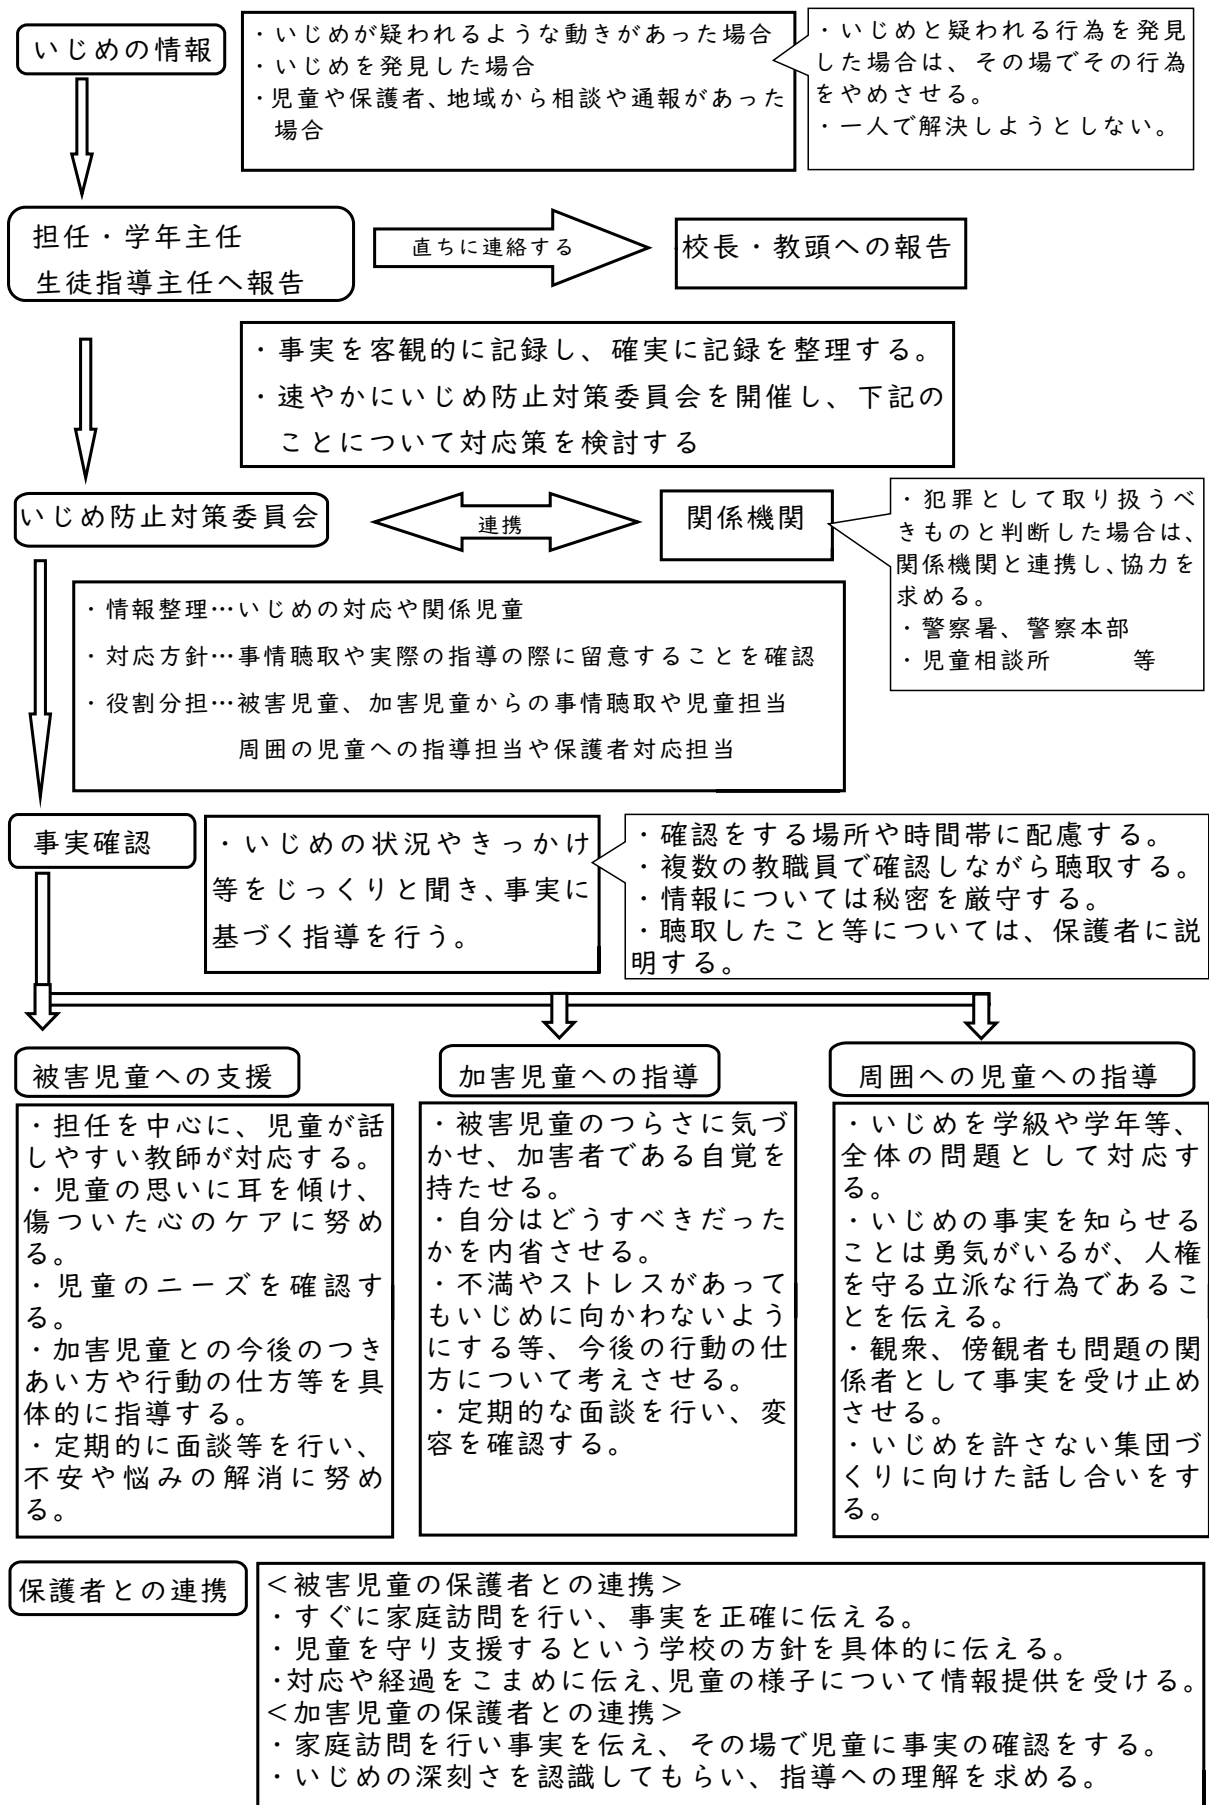 いじめの情報
・いじめが疑われるような動きがあった場合
・いじめを発見した場合
・児童や保護者、地域から相談や通報があった
場合
・いじめと疑われる行為を発見
した場合は、その場でその行為
をやめさせる。
・一人で解決しようとしない。
担任・学年主任
生徒指導主任へ報告
直ちに連絡する
校長・教頭への報告
・事実を客観的に記録し、確実に記録を整理する。
・速やかにいじめ防止対策委員会を開催し、下記の
ことについて対応策を検討する
いじめ防止対策委員会
連携
関係機関
・犯罪として取り扱うべ
きものと判断した場合は、
関係機関と連携し、協力を
求める。
・警察暑、警察本部
・児童相談所　　　等
・情報整理…いじめの対応や関係児童
・対応方針…事情聴取や実際の指導の際に留意することを確認
・役割分担…被害児童、加害児童からの事情聴取や児童担当
周囲の児童への指導担当や保護者対応担当
事実確認
・いじめの状況やきっかけ
等をじっくりと聞き、事実に
基づく指導を行う。
・確認をする場所や時間帯に配慮する。
・複数の教職員で確認しながら聴取する。
・情報については秘密を厳守する。
・聴取したこと等については、保護者に説
明する。
被害児童への支援
・担任を中心に、児童が話
しやすい教師が対応する。
・児童の思いに耳を傾け、
傷ついた心のケアに努め
る。
・児童のニーズを確認す
る。
・加害児童との今後のつき
あい方や行動の仕方等を具
体的に指導する。
・定期的に面談等を行い、
不安や悩みの解消に努め
る。
加害児童への指導
・被害児童のつらさに気づ
かせ、加害者である自覚を
持たせる。
・自分はどうすべきだった
かを内省させる。
・不満やストレスがあって
もいじめに向かわないよう
にする等、今後の行動の仕
方について考えさせる。
・定期的な面談を行い、変
容を確認する。
周囲への児童への指導
・いじめを学級や学年等、
全体の問題として対応す
る。
・いじめの事実を知らせる
ことは勇気がいるが、人権
を守る立派な行為であるこ
とを伝える。
・観衆、傍観者も問題の関
係者として事実を受け止め
させる。
・いじめを許さない集団づ
くりに向けた話し合いをす
る。
保護者との連携
＜被害児童の保護者との連携＞
・すぐに家庭訪問を行い、事実を正確に伝える。
・児童を守り支援するという学校の方針を具体的に伝える。
・対応や経過をこまめに伝え、児童の様子について情報提供を受ける。
＜加害児童の保護者との連携＞
・家庭訪問を行い事実を伝え、その場で児童に事実の確認をする。
・いじめの深刻さを認識してもらい、指導への理解を求める。